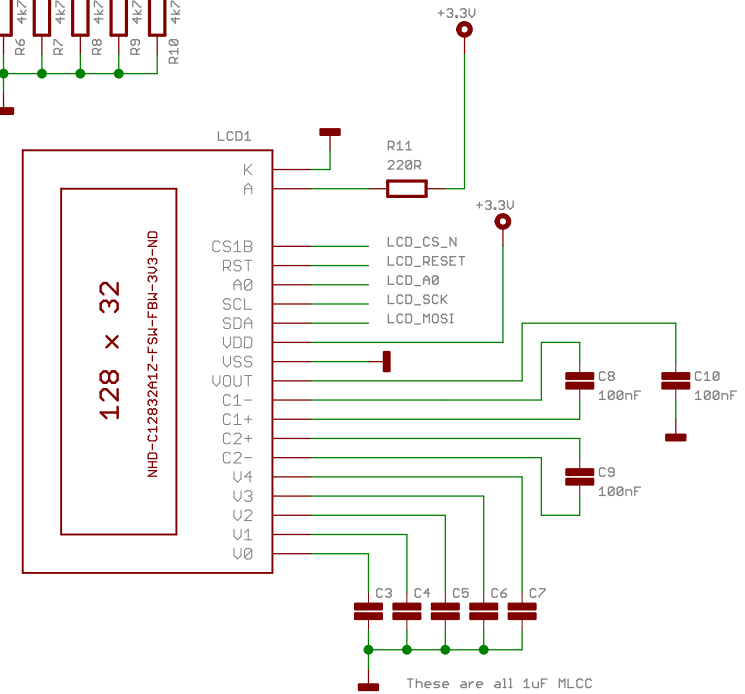 4k7
4k7
4k7
4k7
4k7
R6
R7
R8
R9
R10
+3.3V
LCD1
K
A
R11
220R
+3.3V
CS1B
LCD_CS_N
RST
LCD_RESET
A0
LCD_A0
SCL
LCD_SCK
SDA
LCD_MOSI
VDD
VSS
VOUT
C1-
C1+
C2+
C2-
V4
V3
V2
V1
V0
128 x 32
NHD-C12832A1Z-FSW-FBW-3V3-ND
C8
100nF
C10
100nF
C9
100nF
C3
C4
C5
C6
C7
These are all 1uF MLCC